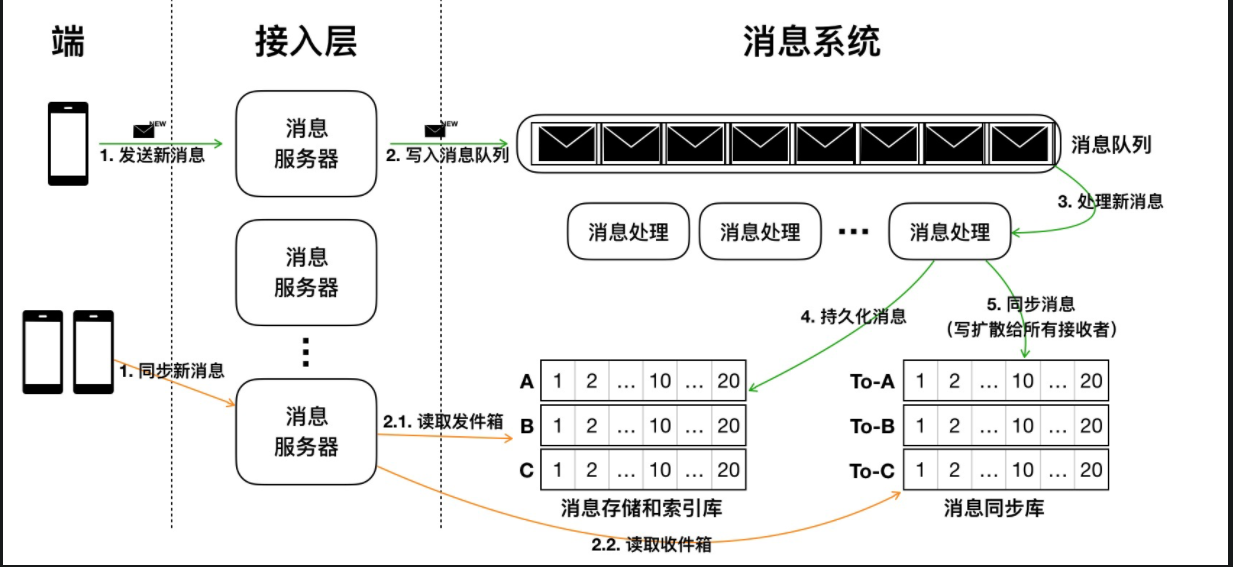 端
接入层
消息系统
NEW
1. 发送新消息
消息
服务器
NEW
2. 写入消息队列
消息队列
3. 处理新消息
消息处理
消息处理
...
消息处理
消息
服务器
4. 持久化消息
5. 同步消息
（写扩散给所有接收者）
1. 同步新消息
消息
服务器
2.1. 读取发件箱
A 1 2 ... 10 ... 20
B 1 2 ... 10 ... 20
C 1 2 ... 10 ... 20
消息存储和索引库
To-A 1 2 ... 10 ... 20
To-B 1 2 ... 10 ... 20
To-C 1 2 ... 10 ... 20
消息同步库
2.2. 读取收件箱